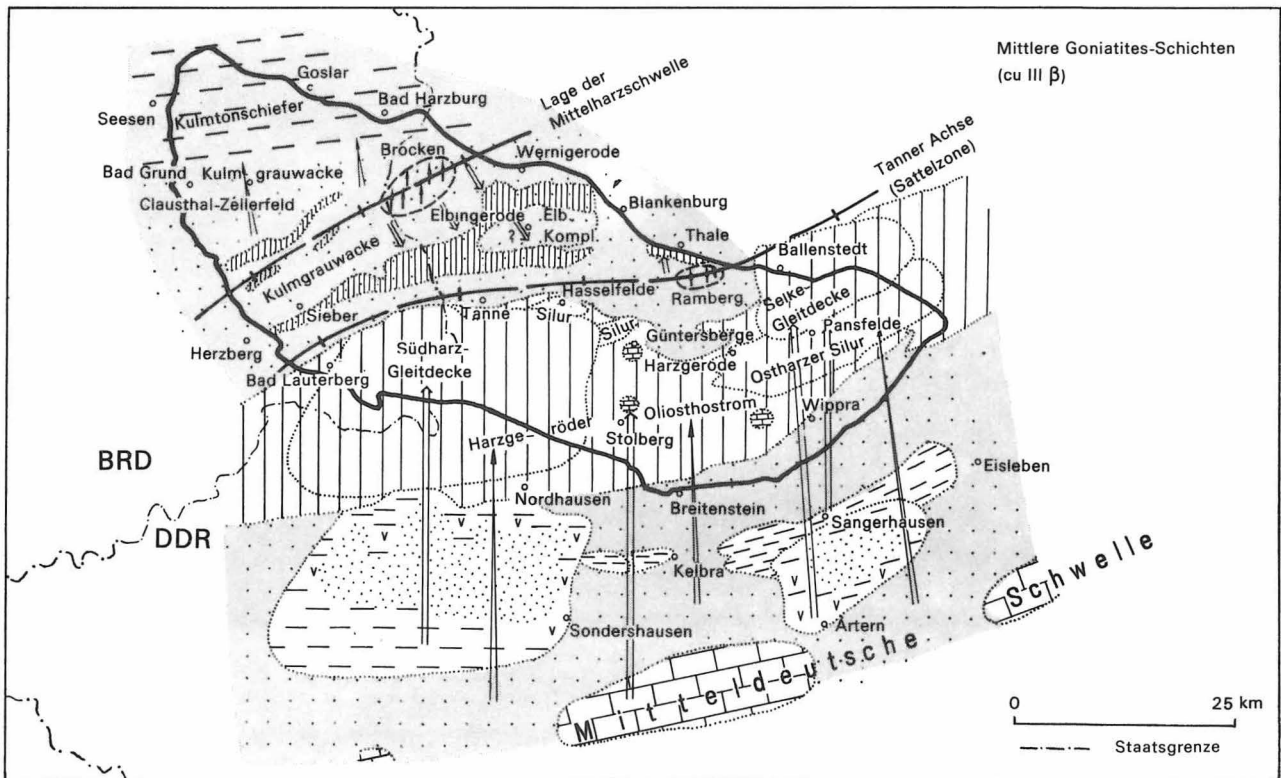 Mittlere Goniatites-Schichten
(cu III β)
Goslar
Lage der
Mittelharzschwelle
Seesen
Kulmtonschiefer
Bad Harzburg
Tanner Achse
(Sattelzone)
Brocken
Wernigerode
Bad Grund
Kulm grauwacke
Clausthal-Zellerfeld
Blankenburg
Elbingerode
Elb.
Kompl.
?
Thale
Ballenstedt
Kulmgrauwacke
Ramberg
Selke-
Gleitdecke
Hasselfelde
Sieber
Tanne
Silur
Silur
Pansfelde
Güntersberge
Herzberg
Südharz-
Gleitdecke
Harzgerode
Ostharzer Silur
Bad Lauterberg
Oliosthostrom
Wippra
Harzge- röder
Stolberg
BRD
Eisleben
Nordhausen
Breitenstein
DDR
Sangerhausen
Kelbra
Sondershausen
Artern
Mitteldeutsche Schwelle
0 25 km
Staatsgrenze